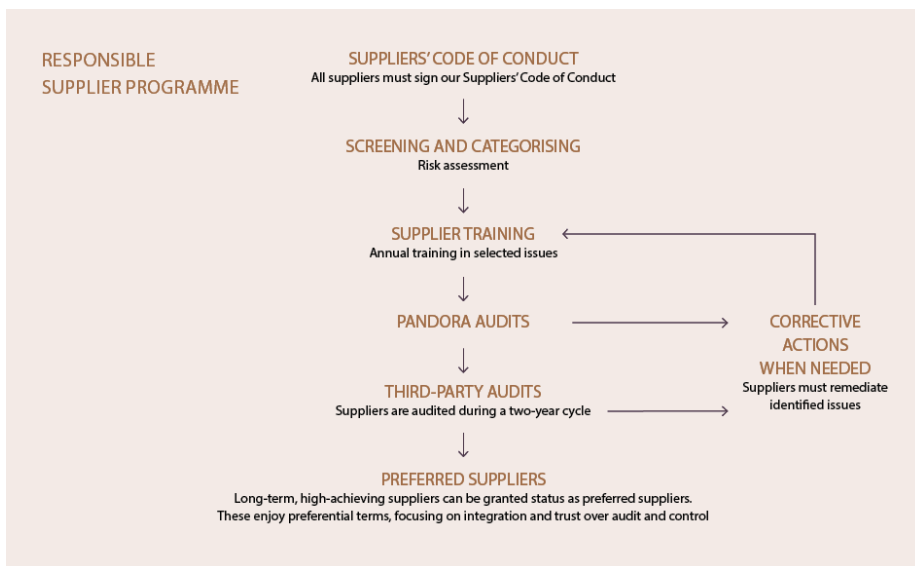 RESPONSIBLE
SUPPLIER PROGRAMME
SUPPLIERS’ CODE OF CONDUCT
All suppliers must sign our Suppliers’ Code of Conduct
SCREENING AND CATEGORISING
Risk assessment
SUPPLIER TRAINING
Annual training in selected issues
PANDORA AUDITS
CORRECTIVE
ACTIONS
WHEN NEEDED
Suppliers must remediate
identified issues
THIRD-PARTY AUDITS
Suppliers are audited during a two-year cycle
PREFERRED SUPPLIERS
Long-term, high-achieving suppliers can be granted status as preferred suppliers.
These enjoy preferential terms, focusing on integration and trust over audit and control